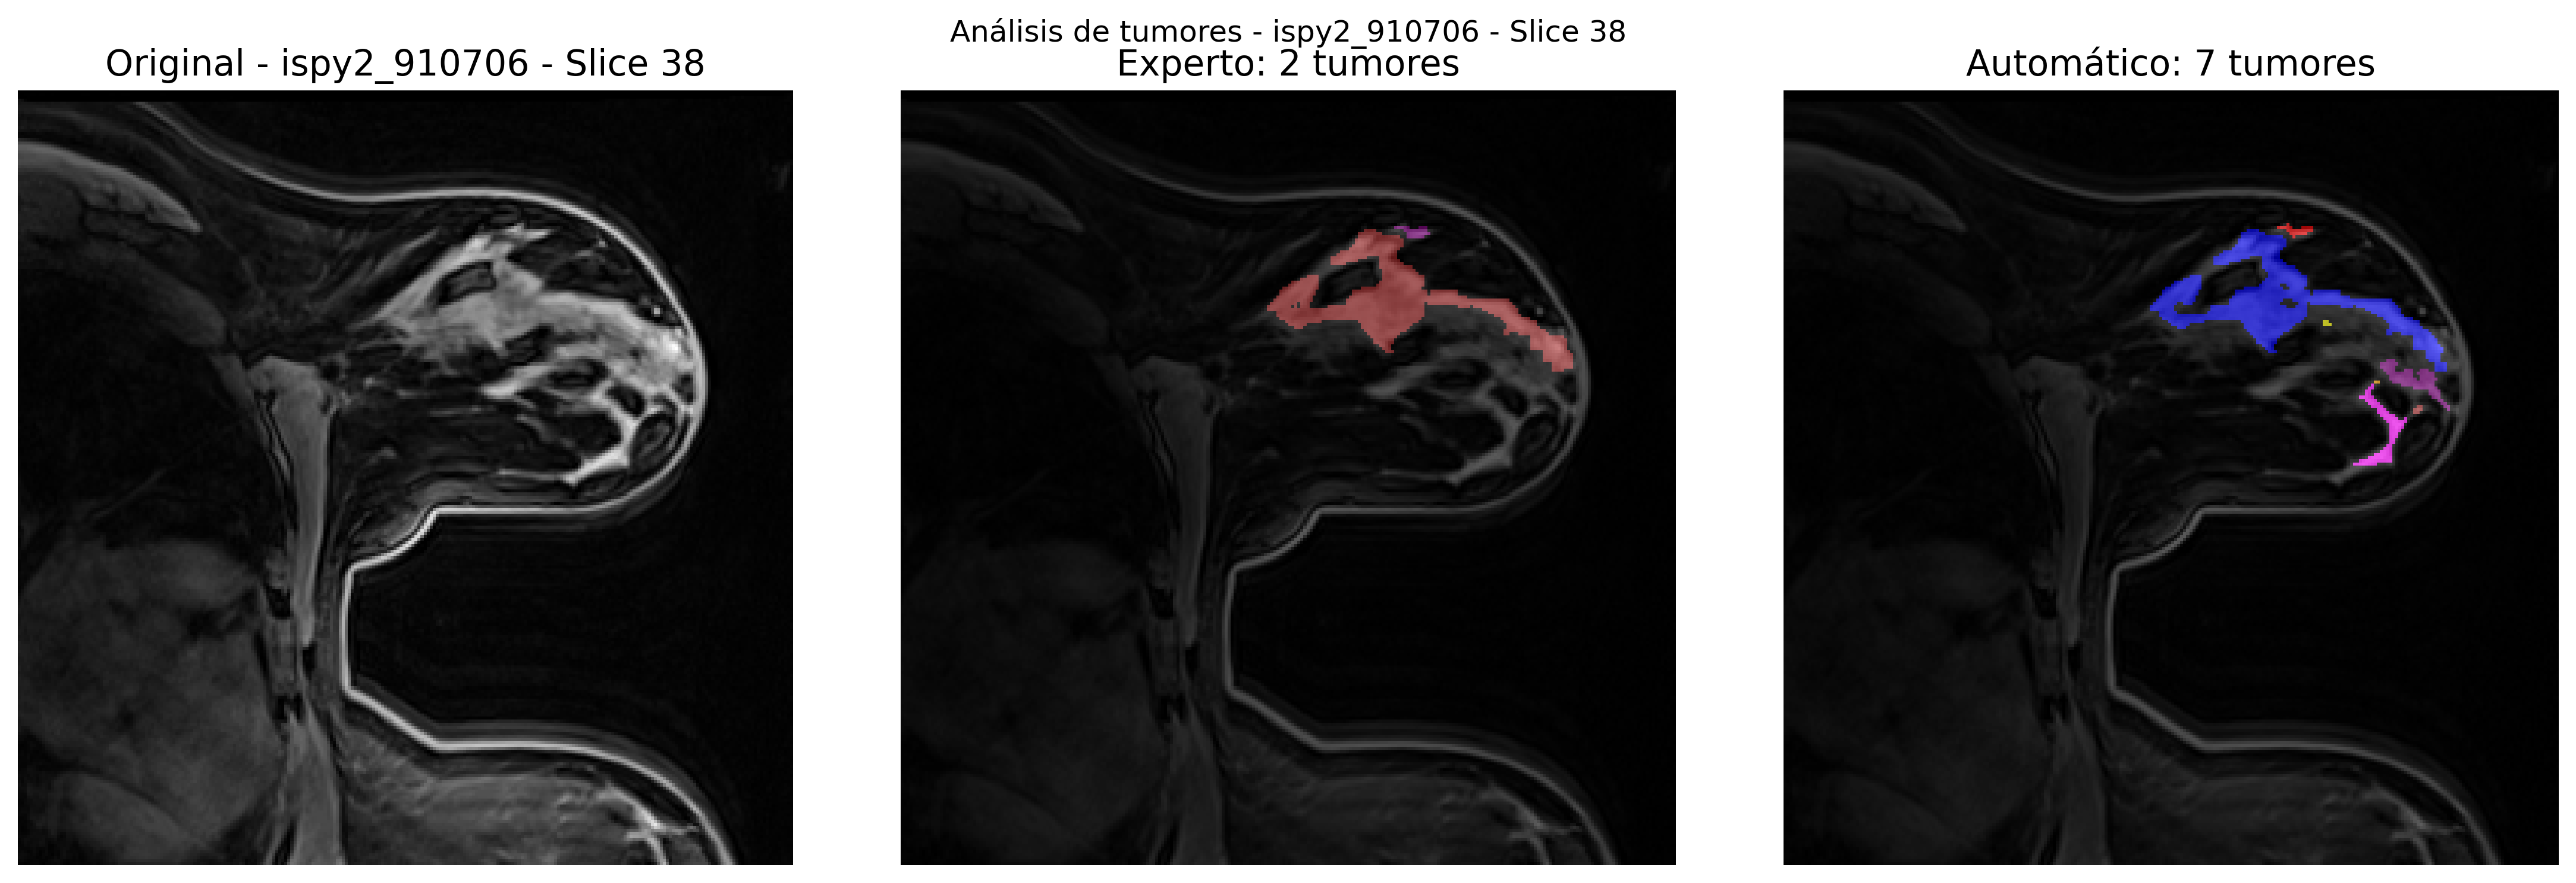 Análisis de tumores - ispy2_910706 - Slice 38
Original - ispy2_910706 - Slice 38
Experto: 2 tumores
Automático: 7 tumores